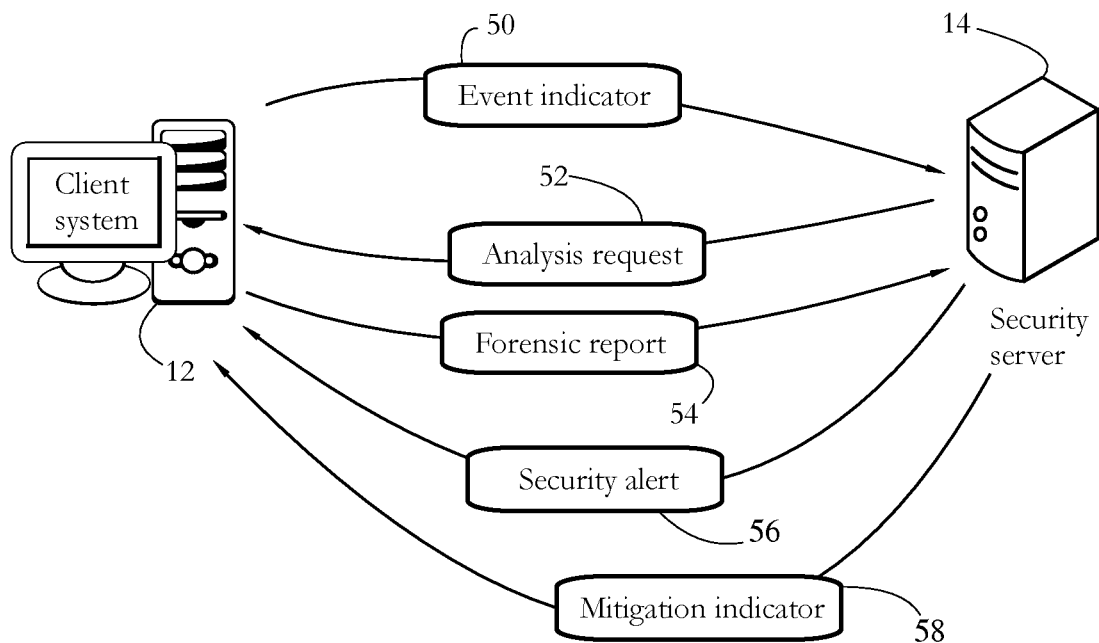 50
14
Event indicator
Client
system
52
Analysis request
Forensic report
Security
server
12
54
Security alert
56
Mitigation indicator
58